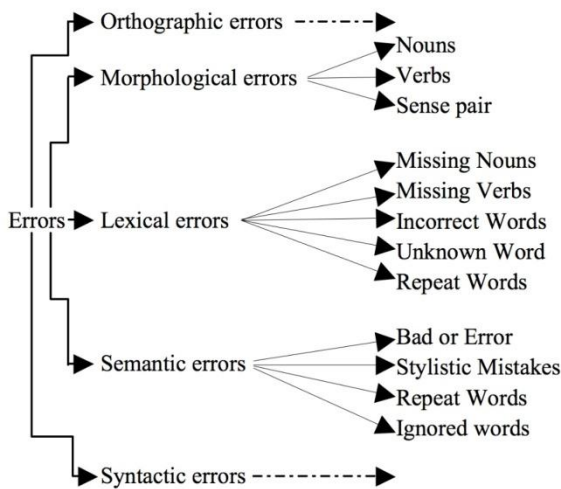 Orthographic errors
Morphological errors
Nouns
Verbs
Sense pair
Errors
Lexical errors
Missing Nouns
Missing Verbs
Incorrect Words
Unknown Word
Repeat Words
Semantic errors
Bad or Error
Stylistic Mistakes
Repeat Words
Ignored words
Syntactic errors